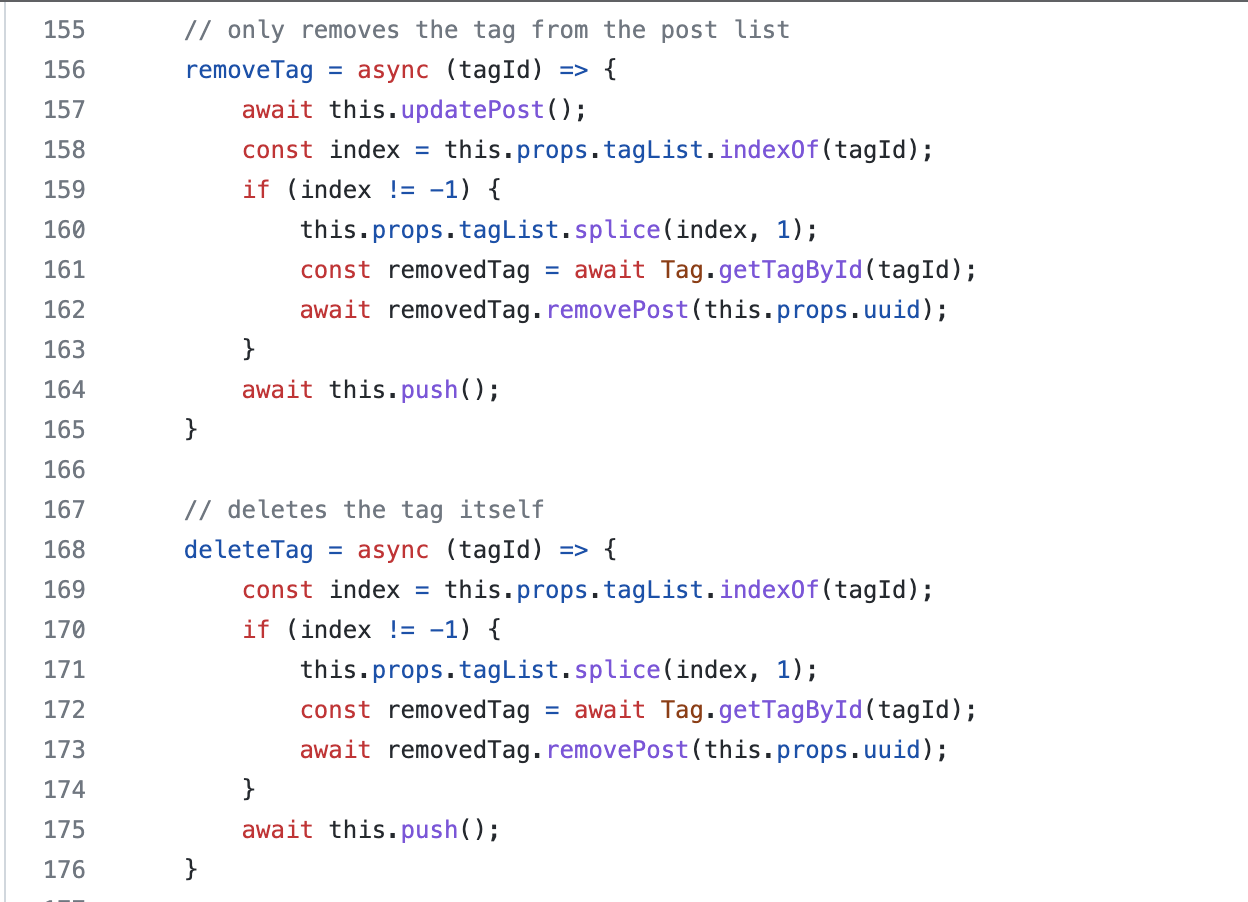 155 // only removes the tag from the post list
156 removeTag = async (tagId) => {
157 await this.updatePost();
158 const index = this.props.tagList.indexOf(tagId);
159 if (index != -1) {
160 this.props.tagList.splice(index, 1);
161 const removedTag = await Tag.getTagById(tagId);
162 await removedTag.removePost(this.props.uuid);
163 }
164 await this.push();
165 }
166
167 // deletes the tag itself
168 deleteTag = async (tagId) => {
169 const index = this.props.tagList.indexOf(tagId);
170 if (index != -1) {
171 this.props.tagList.splice(index, 1);
172 const removedTag = await Tag.getTagById(tagId);
173 await removedTag.removePost(this.props.uuid);
174 }
175 await this.push();
176 }